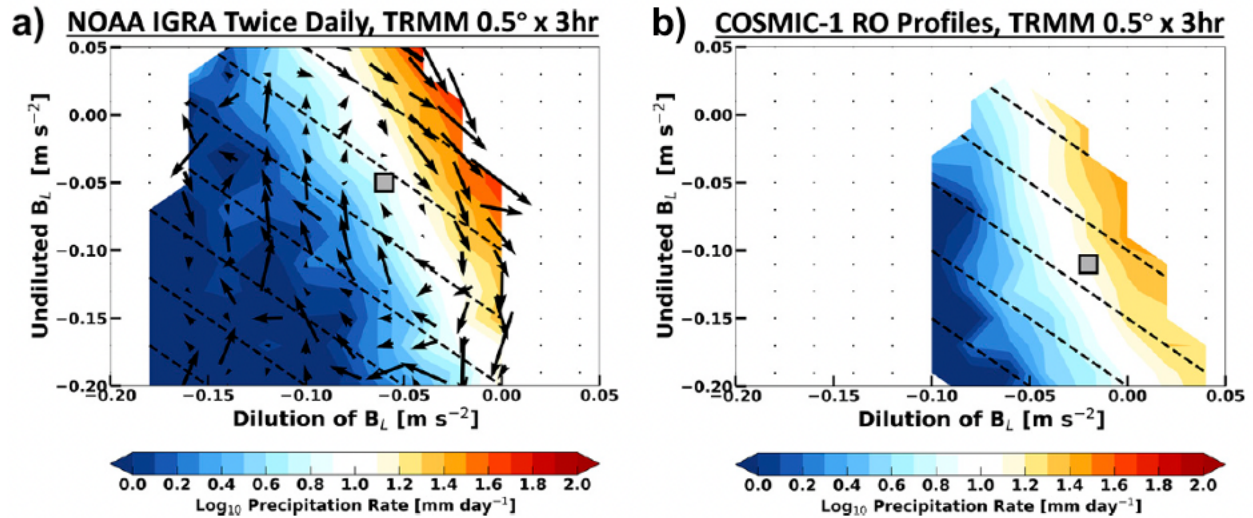 a) NOAA IGRA Twice Daily, TRMM 0.5° x 3hr
Undiluted B_L [m s⁻²]
0.05
0.00
−0.05
−0.10
−0.15
−0.20
−0.20 −0.15 −0.10 −0.05 0.00 0.05
Dilution of B_L [m s⁻²]
0.0 0.2 0.4 0.6 0.8 1.0 1.2 1.4 1.6 1.8 2.0
Log₁₀ Precipitation Rate [mm day⁻¹]
b) COSMIC-1 RO Profiles, TRMM 0.5° x 3hr
Undiluted B_L [m s⁻²]
0.05
0.00
−0.05
−0.10
−0.15
−0.20
−0.20 −0.15 −0.10 −0.05 0.00 0.05
Dilution of B_L [m s⁻²]
0.0 0.2 0.4 0.6 0.8 1.0 1.2 1.4 1.6 1.8 2.0
Log₁₀ Precipitation Rate [mm day⁻¹]